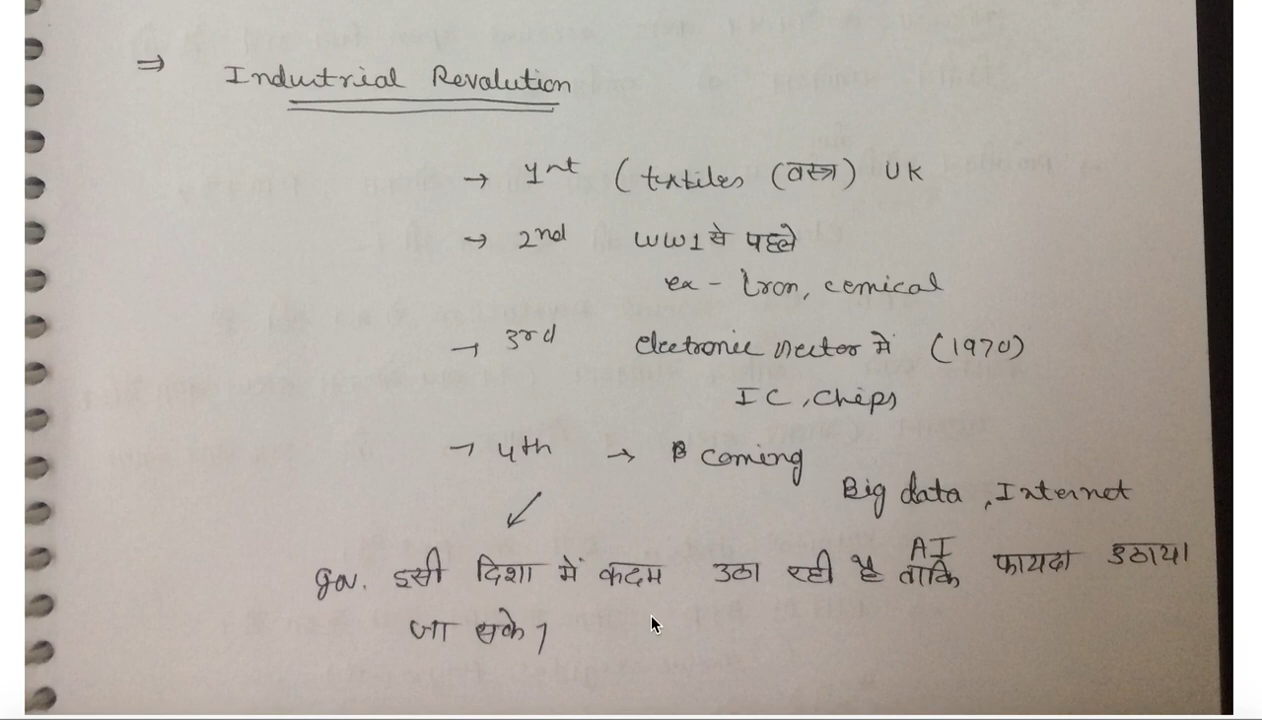 ⇒ Industrial Revolution
→ 1st (textiles (वस्त्र) UK
→ 2nd WW1 से पहले
ex - Iron, cemical
→ 3rd electronic sector में (1970)
IC, chips
→ 4th → coming
Big data, Internet
AI
gov. इसी दिशा में कदम उठा रही है ताकि फायदा उठाया
जा सके।